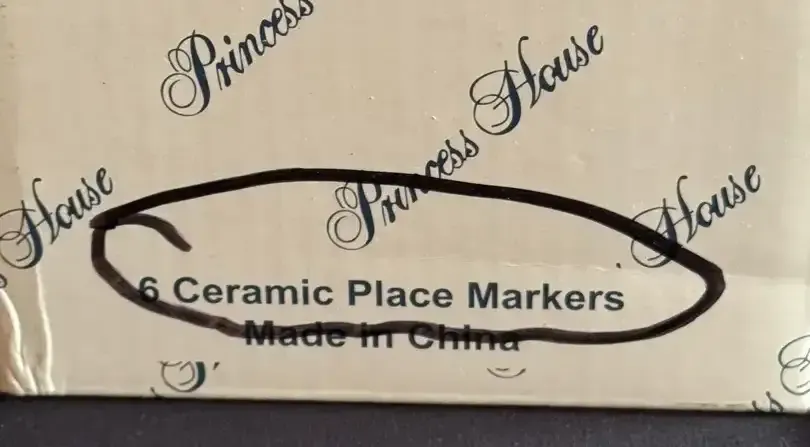 Princess
House
Princess House
House
6 Ceramic Place Markers
Made in China